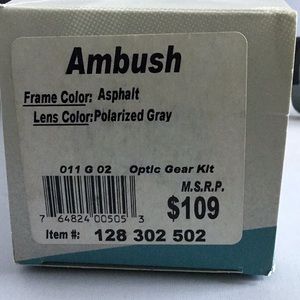 Ambush
Frame Color: Asphalt
Lens Color:Polarized Gray
011 G 02 Optic Gear Kit
M.S.R.P.
$109
7 64824 00505 3
Item #: 128 302 502